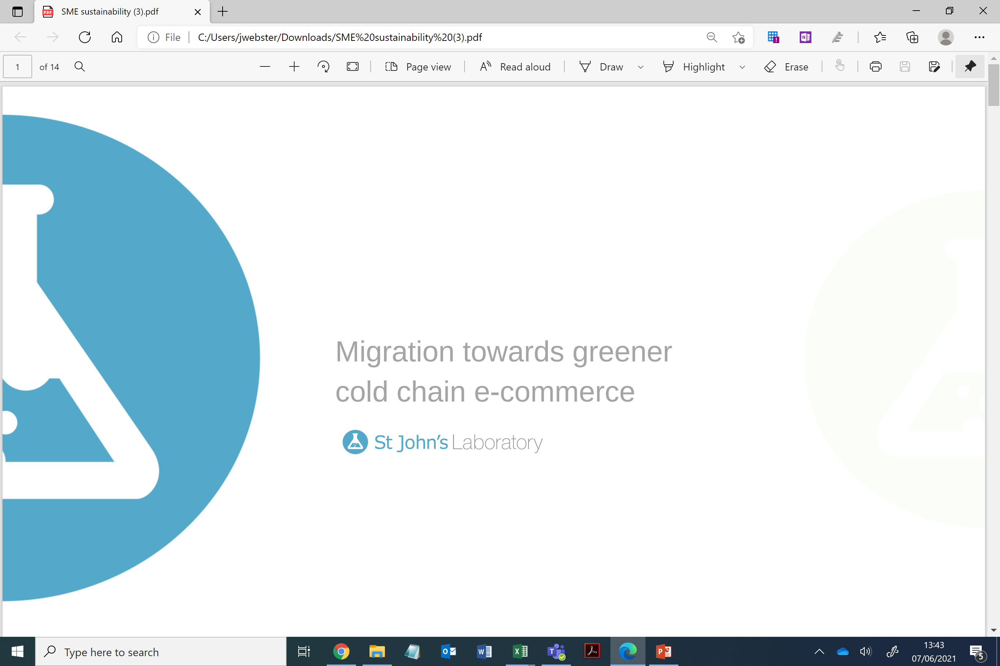 SME sustainability (3).pdf
File
C:/Users/jwebster/Downloads/SME%20sustainability%20(3).pdf
1 of 14
Page view
Read aloud
Draw
Highlight
Erase
Migration towards greener
cold chain e-commerce
St John's Laboratory
Type here to search
13:43
07/06/2021
5